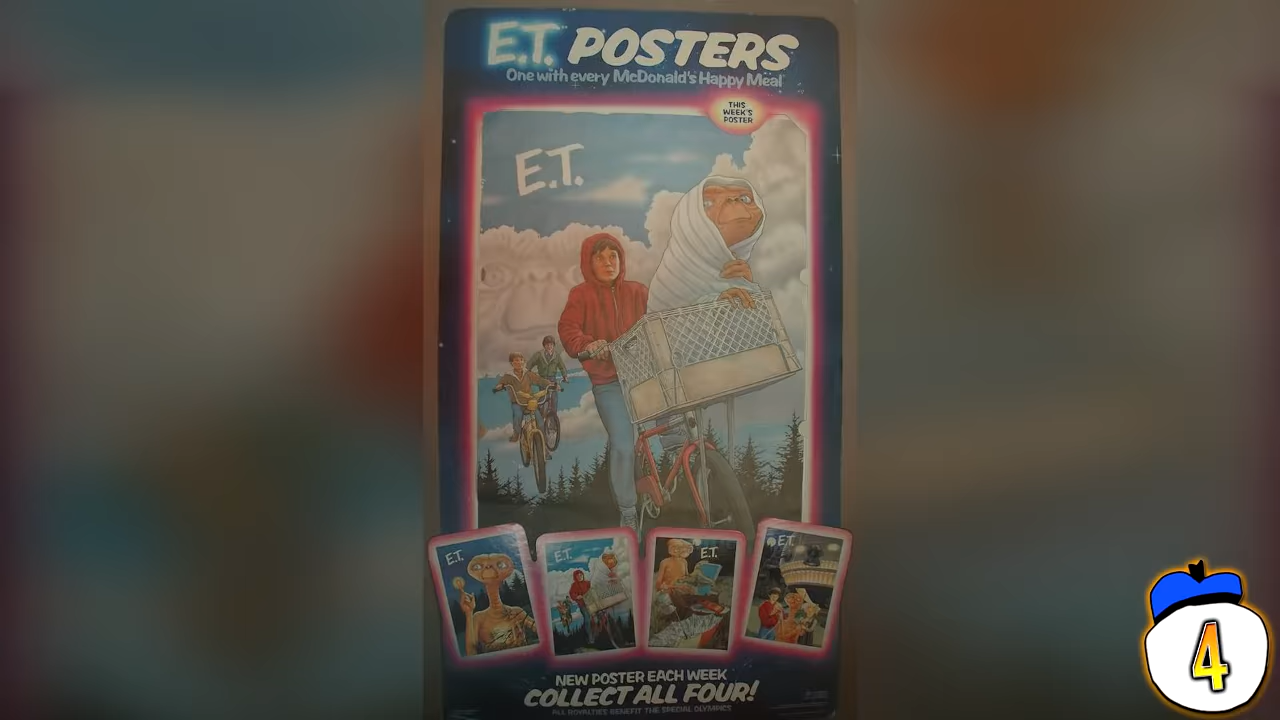 E.T. POSTERS
One with every McDonald's Happy Meal
THIS
WEEK'S
POSTER
E.T.
E.T.
E.T.
E.T.
E.T.
NEW POSTER EACH WEEK
COLLECT ALL FOUR!
ALL ROYALTIES BENEFIT THE SPECIAL OLYMPICS
4